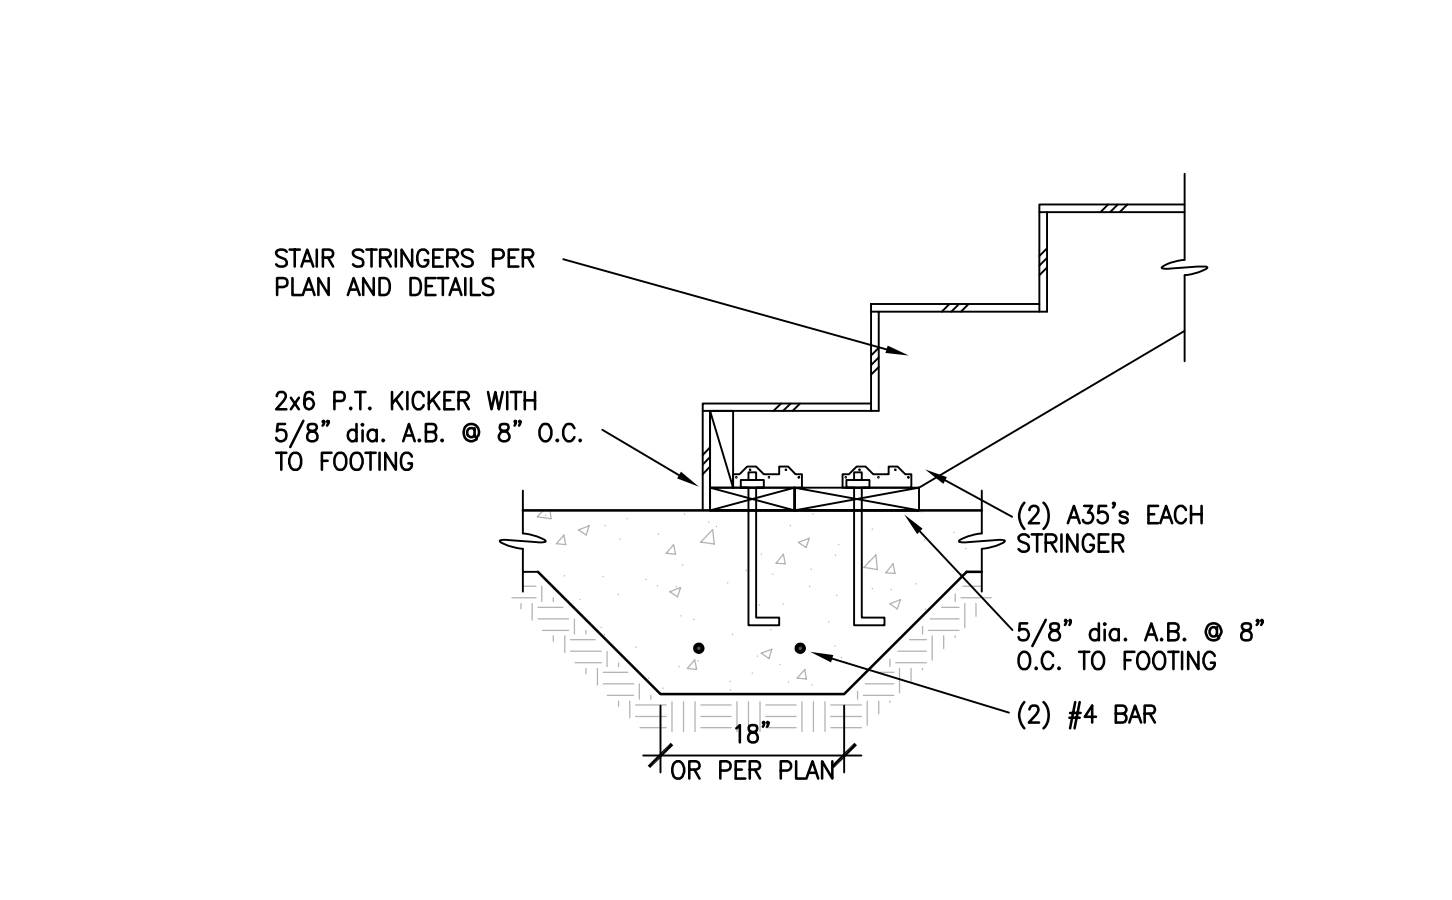 STAIR STRINGERS PER
PLAN AND DETAILS
2x6 P.T. KICKER WITH
5/8" dia. A.B. @ 8" O.C.
TO FOOTING
(2) A35's EACH
STRINGER
5/8" dia. A.B. @ 8"
O.C. TO FOOTING
(2) #4 BAR
18"
OR PER PLAN